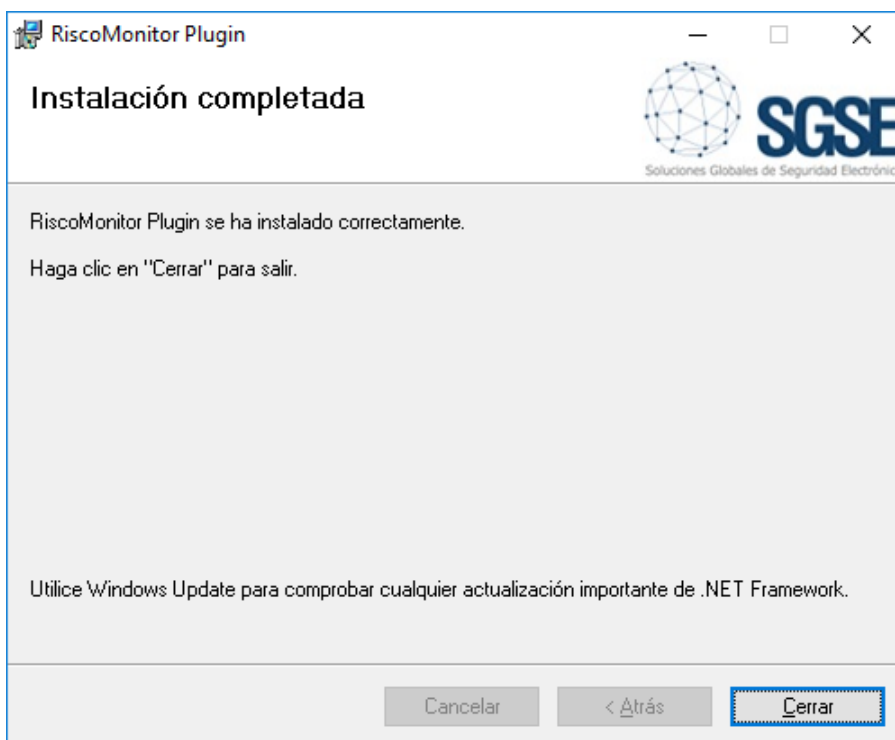 RiscoMonitor Plugin
Instalación completada
SGSE
Soluciones Globales de Seguridad Electrónic
RiscoMonitor Plugin se ha instalado correctamente.
Haga clic en "Cerrar" para salir.
Utilice Windows Update para comprobar cualquier actualización importante de .NET Framework.
Cancelar
< Atrás
Cerrar